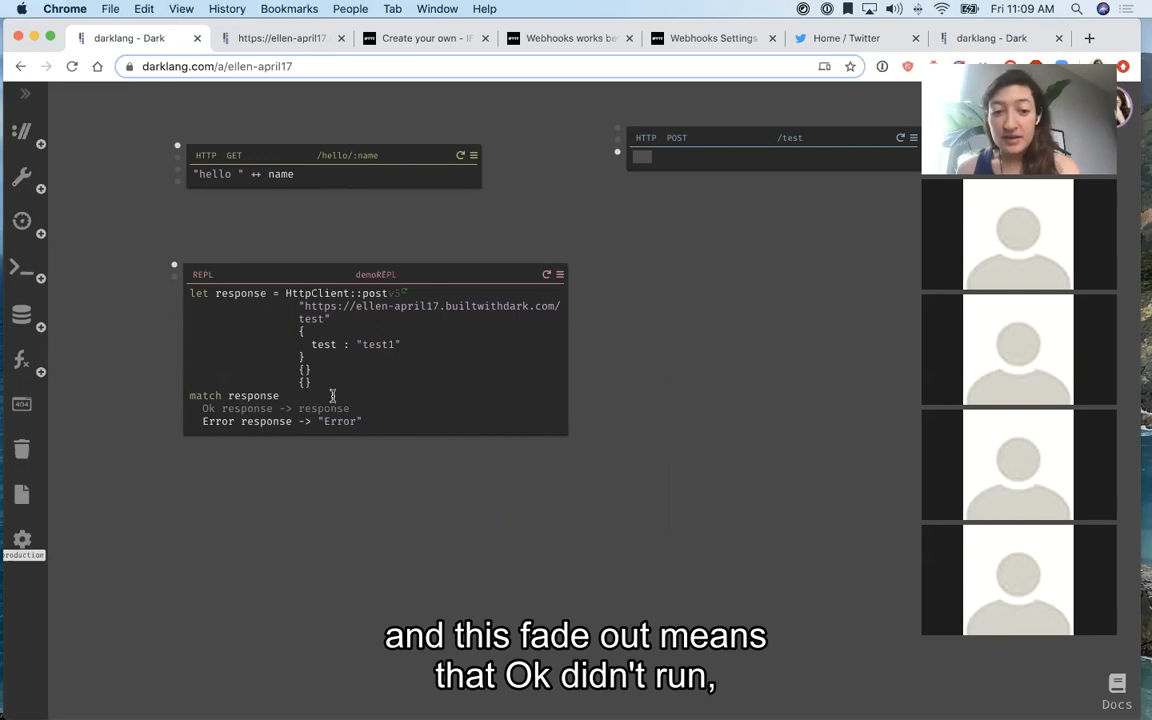 Chrome File Edit View History Bookmarks People Tab Window Help Fri 11:09 AM
darklang - Dark https://ellen-april17. Create your own - IF Webhooks works be Webhooks Settings Home / Twitter darklang - Dark
darklang.com/a/ellen-april17
HTTP GET /hello/:name
"hello " ++ name
HTTP POST /test
REPL demoREPL
let response = HttpClient::postv5
"https://ellen-april17.builtwithdark.com/
test"
{
test : "test1"
}
{}
{}
match response
Ok response -> response
Error response -> "Error"
404
production
and this fade out means
that Ok didn't run,
Docs